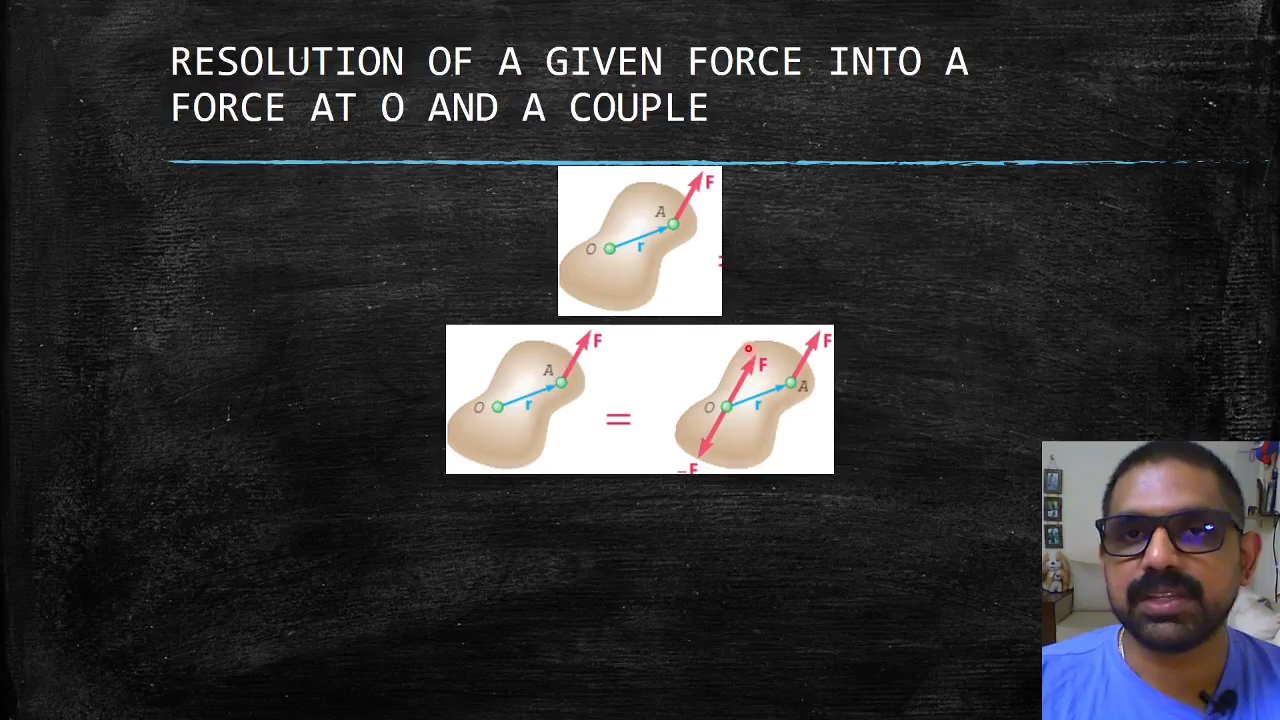 RESOLUTION OF A GIVEN FORCE INTO A
FORCE AT O AND A COUPLE
F
A
O
r
=
F
A
O
r
=
F
F
A
O
r
-F